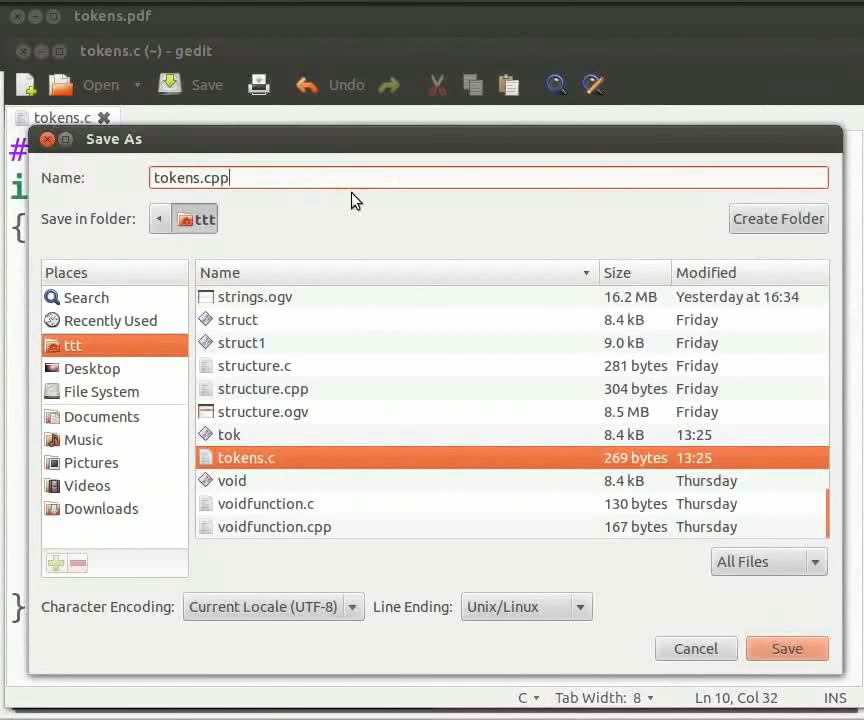 tokens.pdf
tokens.c (~) - gedit
Open Save Undo
tokens.c
#
i
Save As
Name: tokens.cpp
Save in folder: ttt Create Folder
Places Name Size Modified
Search strings.ogv 16.2 MB Yesterday at 16:34
Recently Used struct 8.4 kB Friday
ttt struct1 9.0 kB Friday
Desktop structure.c 281 bytes Friday
File System structure.cpp 304 bytes Friday
Documents structure.ogv 8.5 MB Friday
Music tok 8.4 kB 13:25
Pictures tokens.c 269 bytes 13:25
Videos void 8.4 kB Thursday
Downloads voidfunction.c 130 bytes Thursday
voidfunction.cpp 167 bytes Thursday
All Files
{
}
Character Encoding: Current Locale (UTF-8) Line Ending: Unix/Linux
Cancel Save
C Tab Width: 8 Ln 10, Col 32 INS